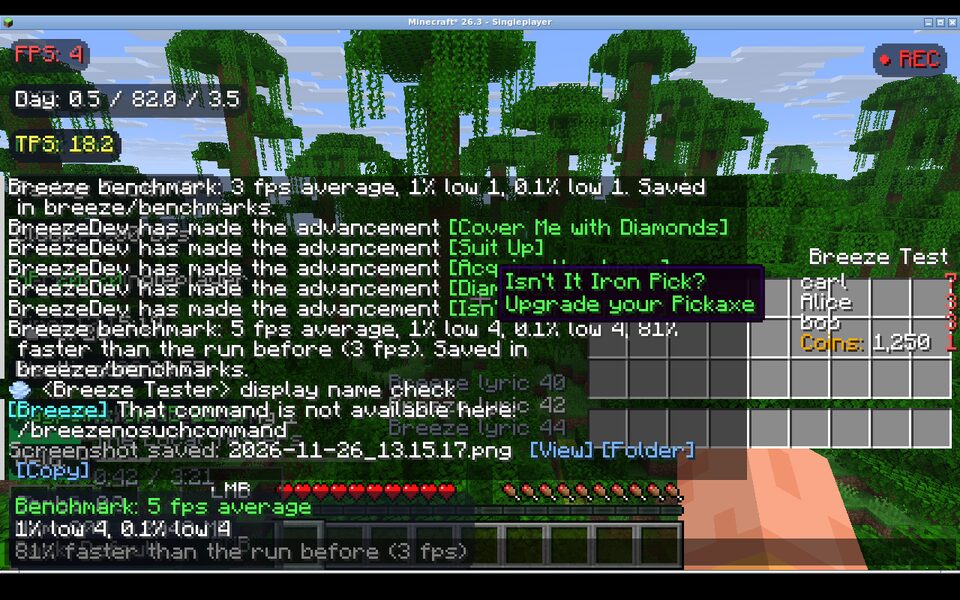 Minecraft* 26.3 - Singleplayer
FPS: 4
REC
Day: 0.5 / 82.0 / 3.5
TPS: 18.2
Breeze benchmark: 3 fps average, 1% low 1, 0.1% low 1. Saved
in breeze/benchmarks.
BreezeDev has made the advancement [Cover Me with Diamonds]
BreezeDev has made the advancement [Suit Up]
BreezeDev has made the advancement [Acq
BreezeDev has made the advancement [Diam
BreezeDev has made the advancement [Isn'
Isn't It Iron Pick?
Upgrade your Pickaxe
Breeze benchmark: 5 fps average, 1% low 4, 0.1% low 4, 81%
faster than the run before (3 fps). Saved in
breeze/benchmarks.
<Breeze Tester> display name check
[Breeze] That command is not available here:
/breezenosuchcommand
Screenshot saved: 2026-11-26_13.15.17.png [View] [Folder]
[Copy]
Breeze Test
carl 7
Alice 3
bob 3
Coins: 1,250 1
Breeze lyric 40
Breeze lyric 42
Breeze lyric 44
0:42 / 3:21
LMB
Benchmark: 5 fps average
1% low 4, 0.1% low 4
81% faster than the run before (3 fps)